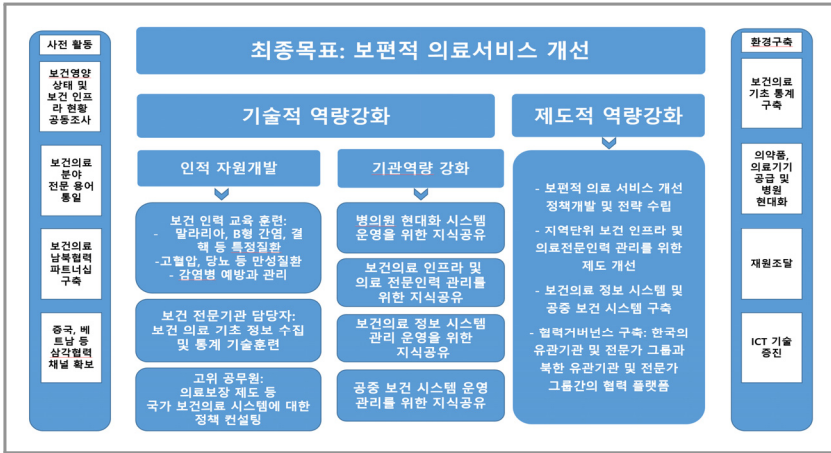 사전 활동
보건영양
상태 및
보건 인프
라 현황
공동조사
보건의료
분야
전문 용어
통일
보건의료
남북협력
파트너십
구축
중국, 베
트남 등
삼각협력
채널 확보
최종목표: 보편적 의료서비스 개선
기술적 역량강화
인적 자원개발
보건 인력 교육 훈련:
- 말라리아, B형 간염, 결
핵 등 특정질환
-고혈압, 당뇨 등 만성질환
- 감염병 예방과 관리
보건 전문기관 담당자:
보건 의료 기초 정보 수집
및 통계 기술훈련
고위 공무원:
의료보장 제도 등
국가 보건의료 시스템에 대한
정책 컨설팅
기관역량 강화
병의원 현대화 시스템
운영을 위한 지식공유
보건의료 인프라 및
의료 전문인력 관리를
위한 지식공유
보건의료 정보 시스템
관리 운영을 위한
지식공유
공중 보건 시스템 운영
관리를 위한 지식공유
제도적 역량강화
- 보편적 의료 서비스 개선
정책개발 및 전략 수립
- 지역단위 보건 인프라 및
의료전문인력 관리를 위한
제도 개선
- 보건의료 정보 시스템 및
공중 보건 시스템 구축
- 협력거버넌스 구축: 한국의
유관기관 및 전문가 그룹과
북한 유관기관 및 전문가
그룹간의 협력 플랫폼
환경구축
보건의료
기초 통계
구축
의약품,
의료기기
공급 및
병원
현대화
재원조달
ICT 기술
증진